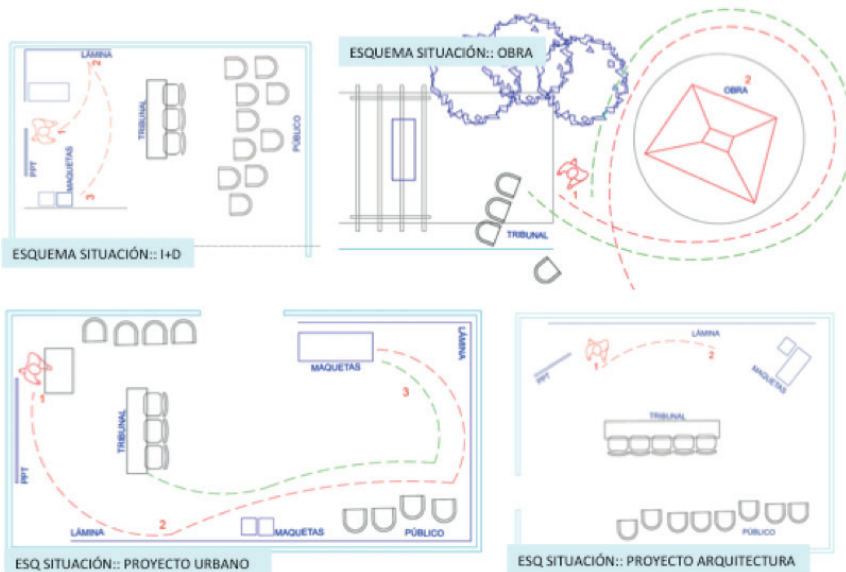 LÁMINA
2
1
TRIBUNAL
PÚBLICO
PPT
MAQUETAS
3
ESQUEMA SITUACIÓN:: I+D
ESQUEMA SITUACIÓN:: OBRA
2
OBRA
1
TRIBUNAL
LÁMINA
MAQUETAS
3
1
TRIBUNAL
PPT
2
LÁMINA
MAQUETAS
PÚBLICO
ESQ SITUACIÓN:: PROYECTO URBANO
LÁMINA
1
2
PPT
MAQUETAS
TRIBUNAL
PÚBLICO
ESQ SITUACIÓN:: PROYECTO ARQUITECTURA